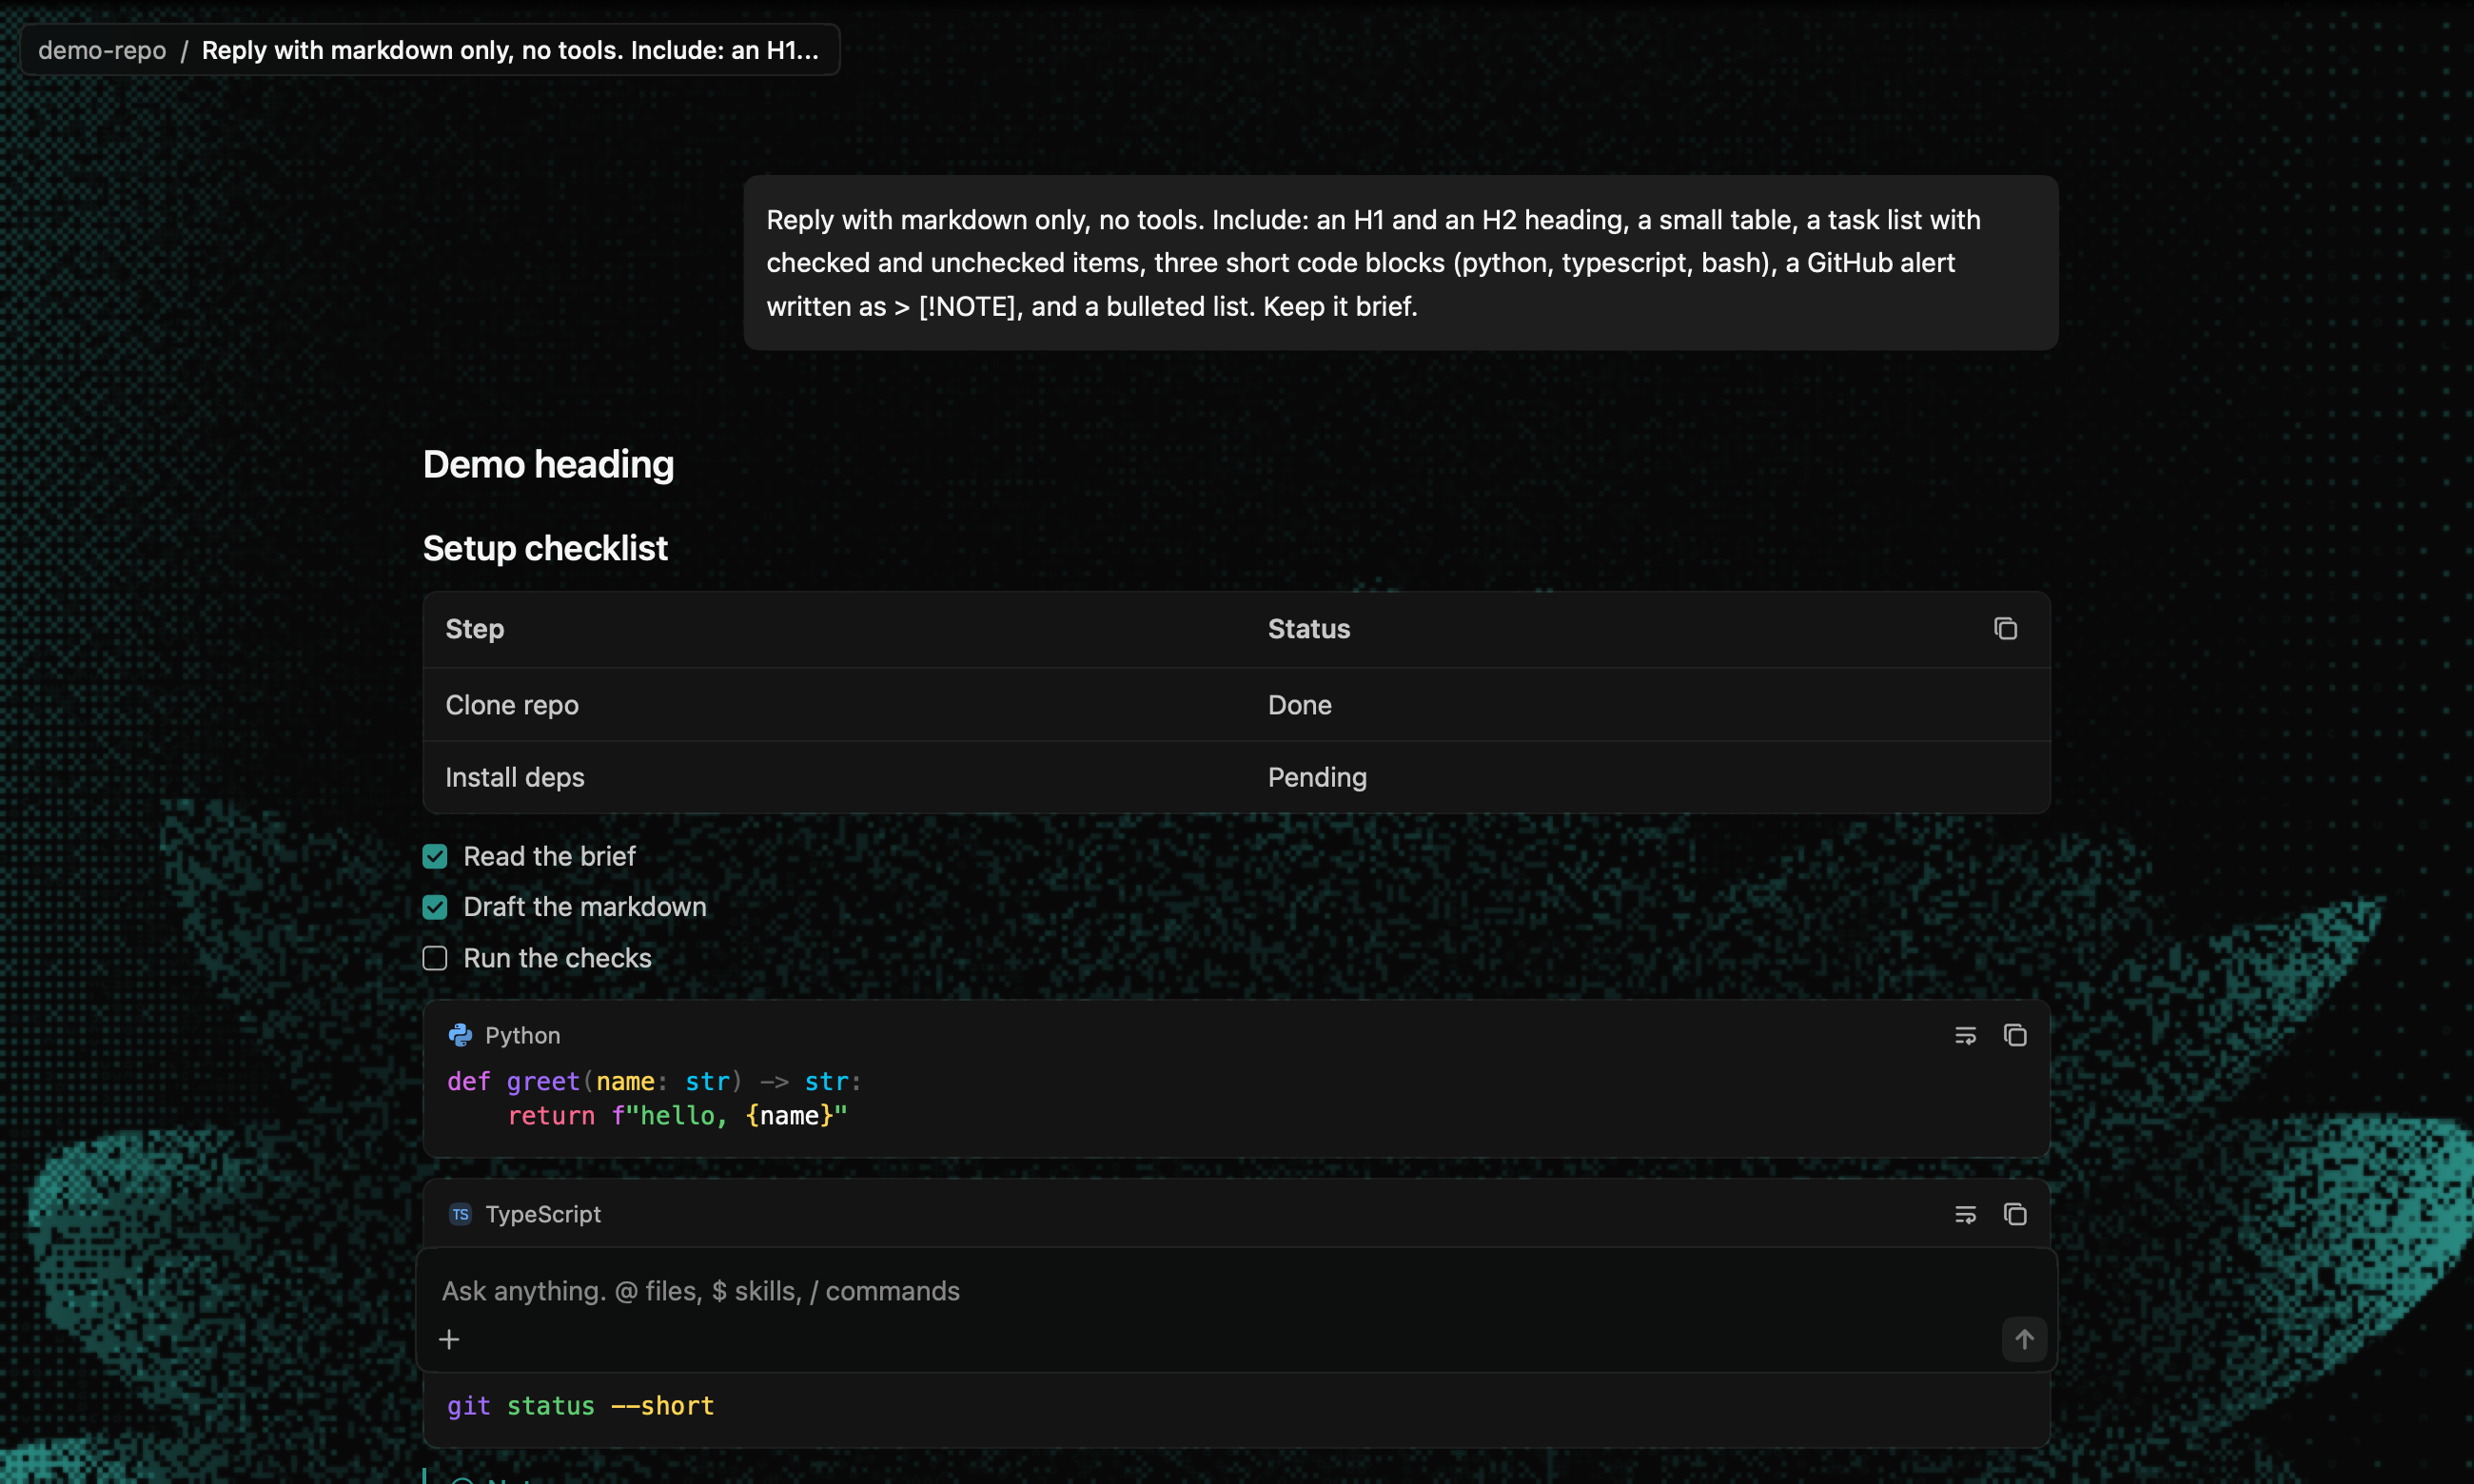 demo-repo / Reply with markdown only, no tools. Include: an H1...
Reply with markdown only, no tools. Include: an H1 and an H2 heading, a small table, a task list with
checked and unchecked items, three short code blocks (python, typescript, bash), a GitHub alert
written as > [!NOTE], and a bulleted list. Keep it brief.
Demo heading
Setup checklist
Step Status
Clone repo Done
Install deps Pending
Read the brief
Draft the markdown
Run the checks
Python
def greet(name: str) -> str:
    return f"hello, {name}"
TS TypeScript
Ask anything. @ files, $ skills, / commands
git status --short